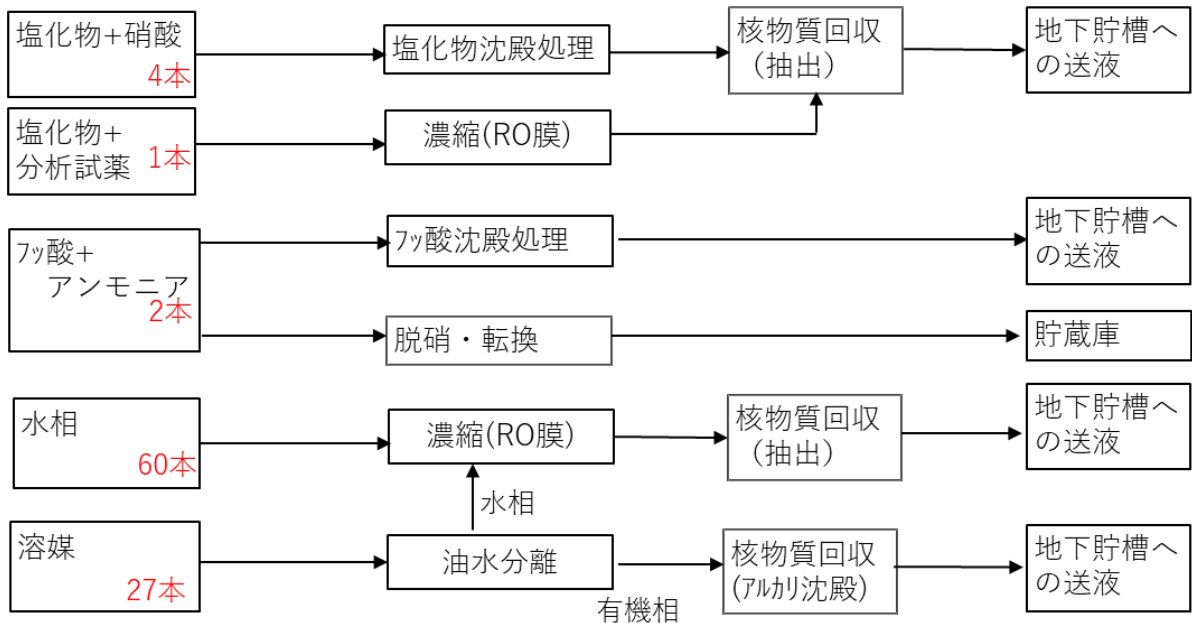 塩化物+硝酸
4本
塩化物沈殿処理
核物質回収
（抽出）
地下貯槽へ
の送液
塩化物+
分析試薬
1本
濃縮(RO膜)
ﾌｯ酸+
アンモニア
2本
ﾌｯ酸沈殿処理
地下貯槽へ
の送液
脱硝・転換
貯蔵庫
水相
60本
濃縮(RO膜)
核物質回収
（抽出）
地下貯槽へ
の送液
水相
溶媒
27本
油水分離
有機相
核物質回収
(ｱﾙｶﾘ沈殿)
地下貯槽へ
の送液